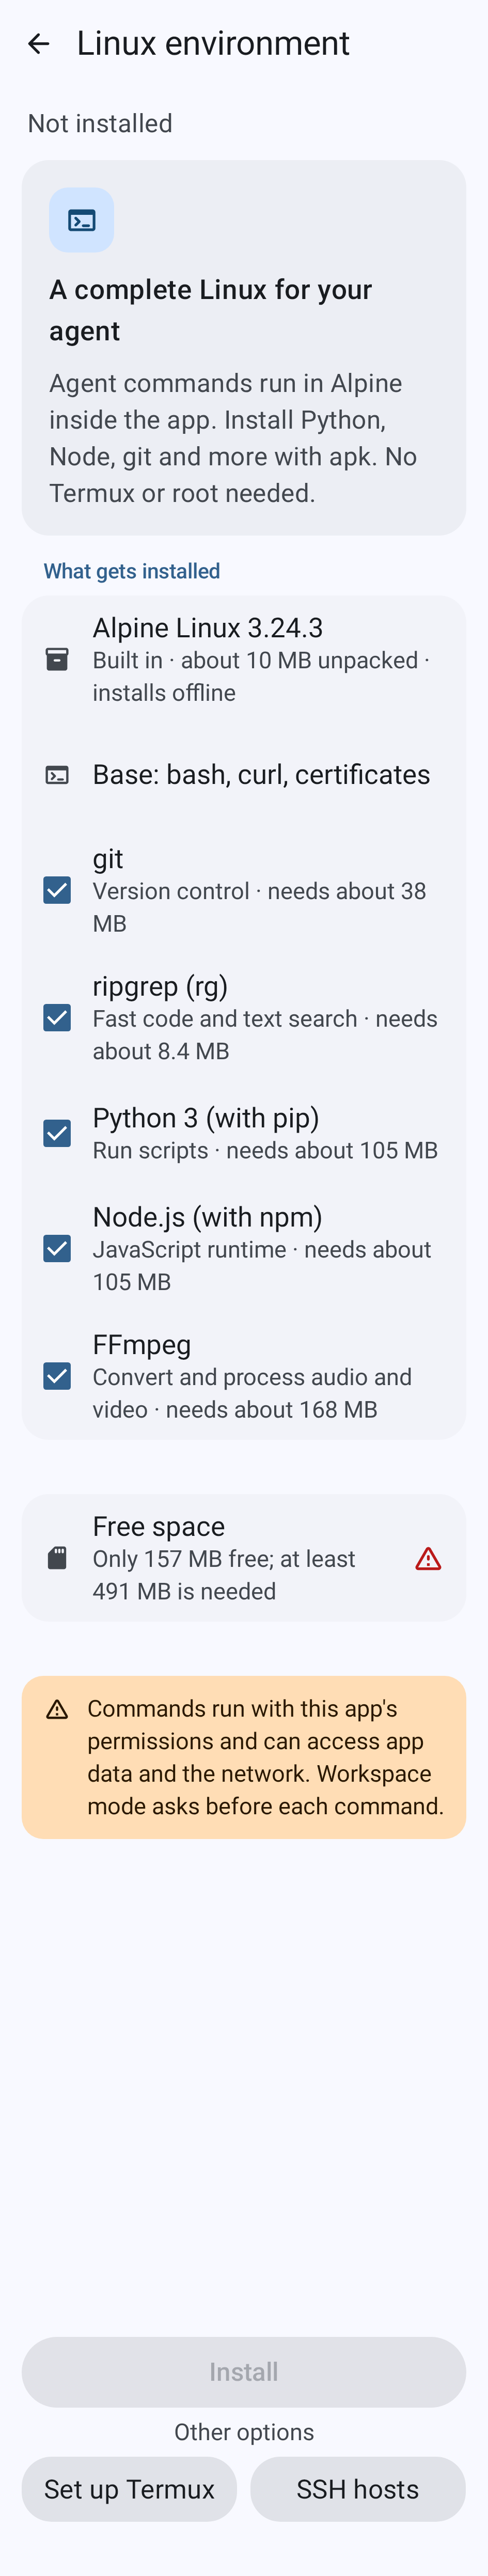 Linux environment
Not installed
A complete Linux for your
agent
Agent commands run in Alpine
inside the app. Install Python,
Node, git and more with apk. No
Termux or root needed.
What gets installed
Alpine Linux 3.24.3
Built in · about 10 MB unpacked ·
installs offline
Base: bash, curl, certificates
git
Version control · needs about 38
MB
ripgrep (rg)
Fast code and text search · needs
about 8.4 MB
Python 3 (with pip)
Run scripts · needs about 105 MB
Node.js (with npm)
JavaScript runtime · needs about
105 MB
FFmpeg
Convert and process audio and
video · needs about 168 MB
Free space
Only 157 MB free; at least
491 MB is needed
Commands run with this app's
permissions and can access app
data and the network. Workspace
mode asks before each command.
Install
Other options
Set up Termux
SSH hosts